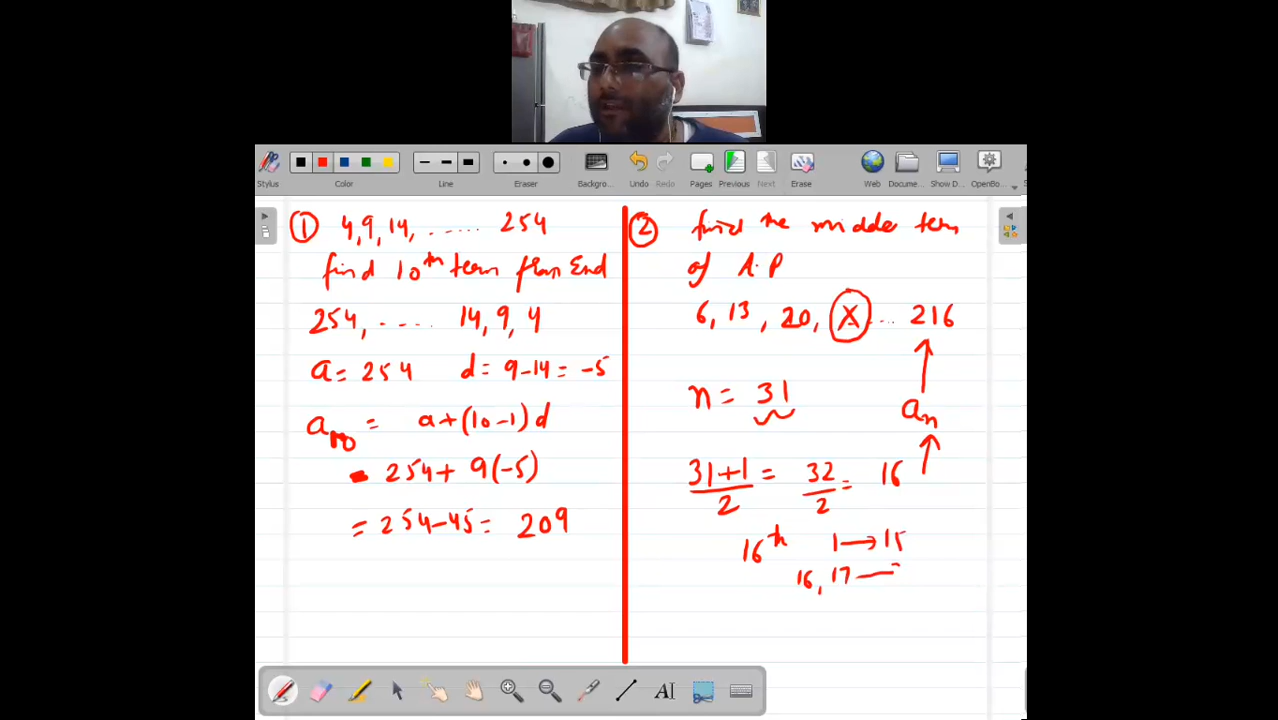 Stylus
Color
Line
Eraser
Backgro...
Undo
Redo
Pages
Previous
Next
Erase
Web
Docume...
Show D...
OpenBo...
① 4, 9, 14, ...... 254
find 10th term from End
254, ...... 14, 9, 4
a = 254 d = 9-14 = -5
a10 = a+(10-1)d
254+ 9(-5)
= 254-45= 209
② find the middle term
of A.P
6, 13, 20, X ... 216
n = 31
an
31+1/2 = 32/2 = 16
16th 1→15
16, 17 —
AI